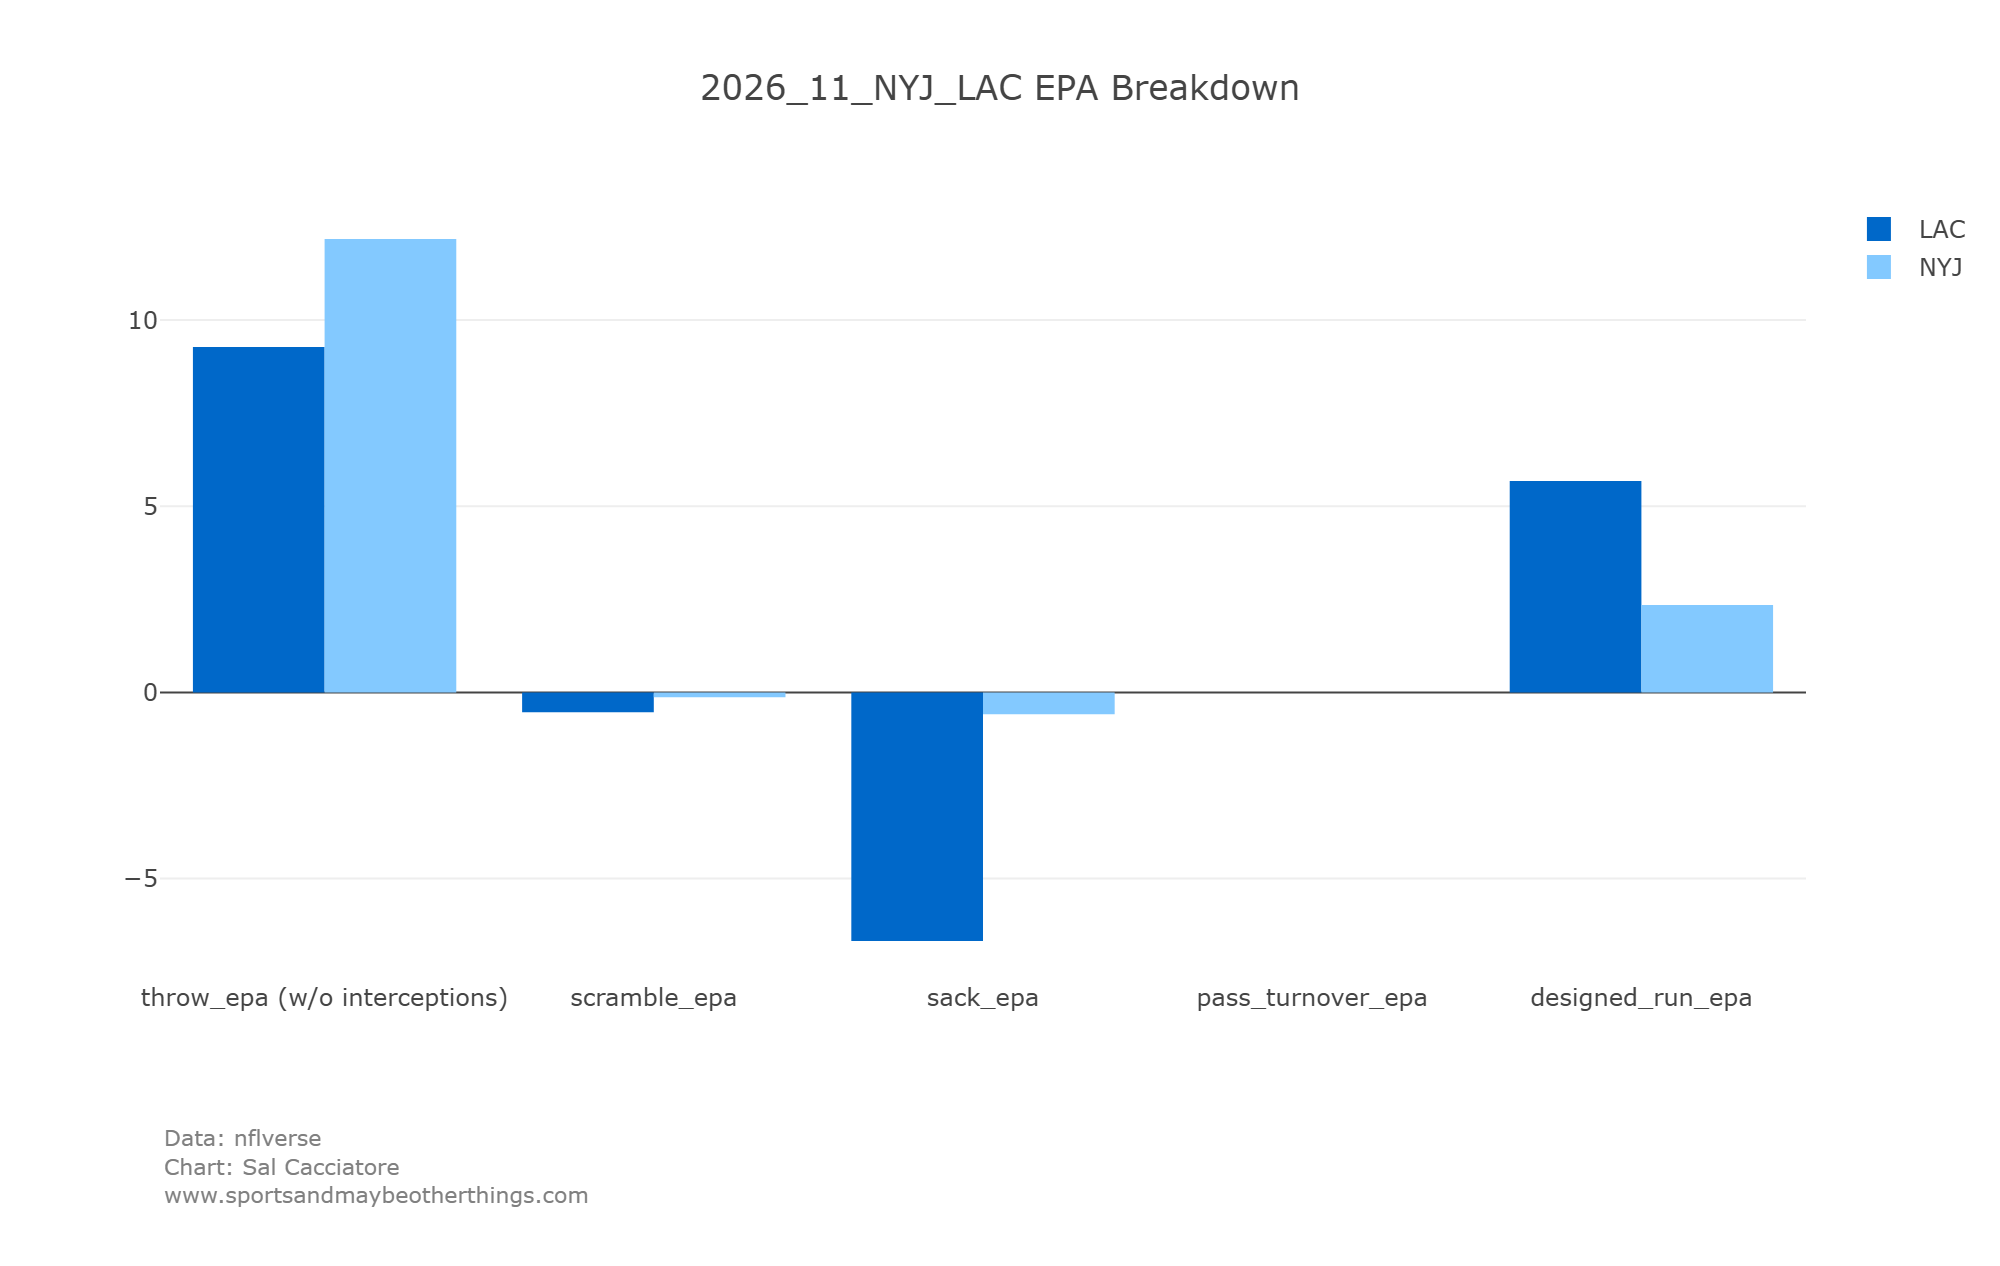 2026_11_NYJ_LAC EPA Breakdown
LAC
NYJ
10
5
0
−5
throw_epa (w/o interceptions)
scramble_epa
sack_epa
pass_turnover_epa
designed_run_epa
Data: nflverse
Chart: Sal Cacciatore
www.sportsandmaybeotherthings.com